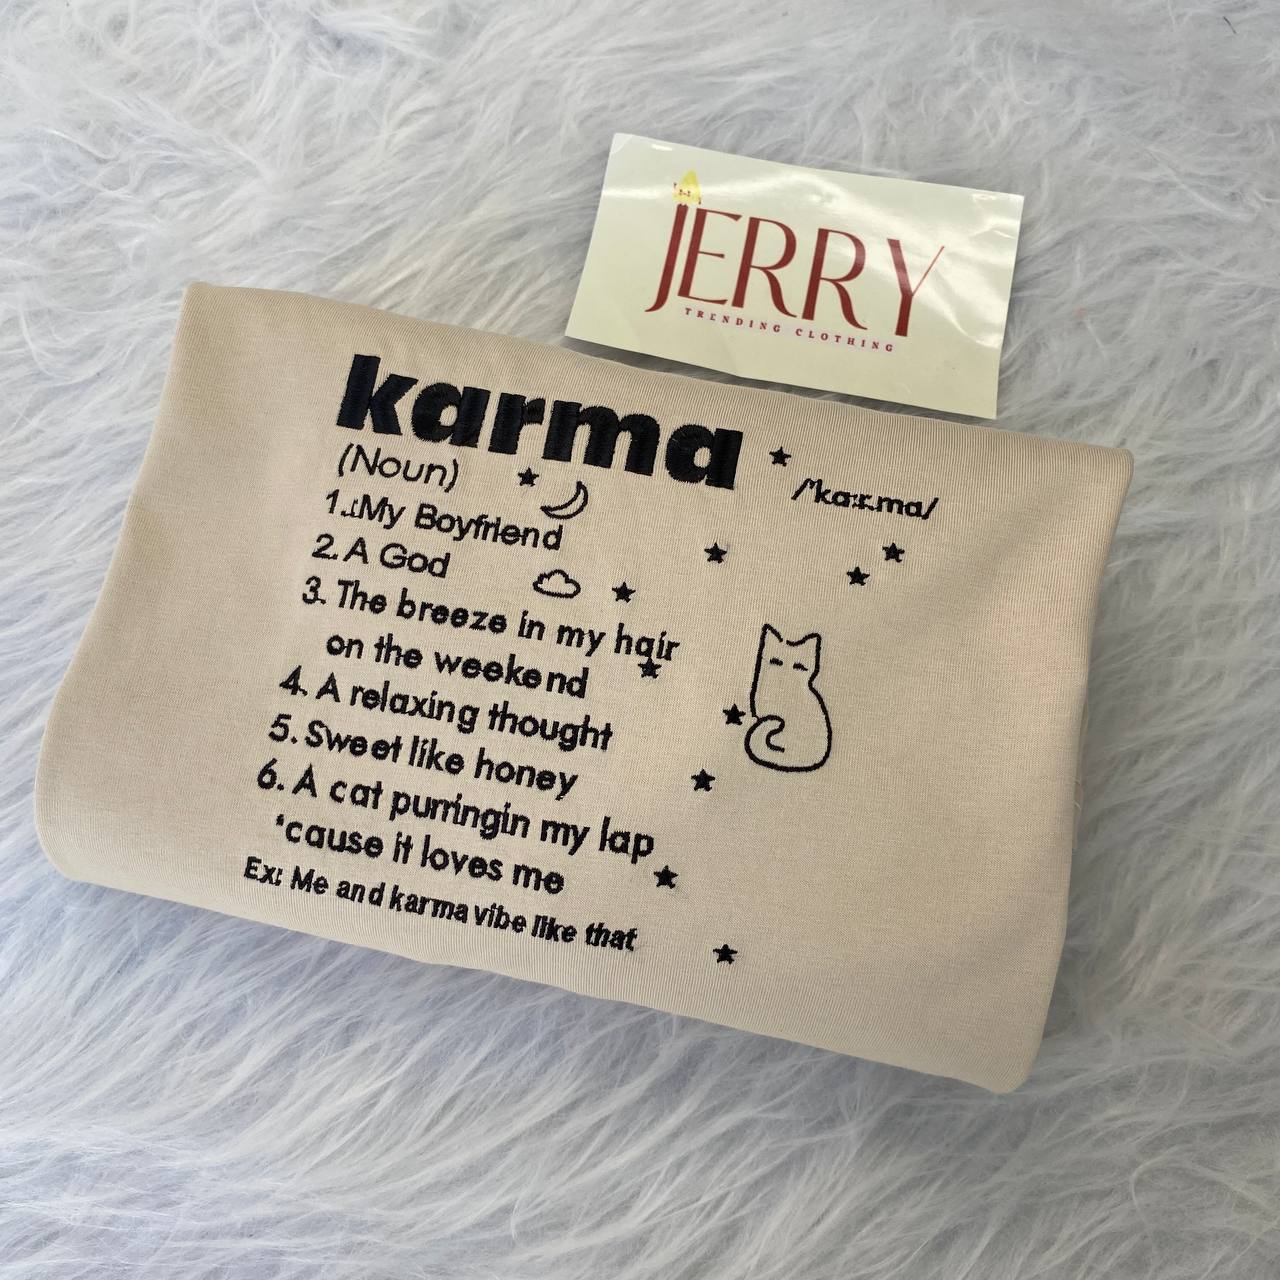 JERRY
TRENDING CLOTHING
karma
(Noun)
/'ka:r.ma/
1. My Boyfriend
2. A God
3. The breeze in my hair
on the weekend
4. A relaxing thought
5. Sweet like honey
6. A cat purringin my lap
'cause it loves me
Ex: Me and karma vibe like that